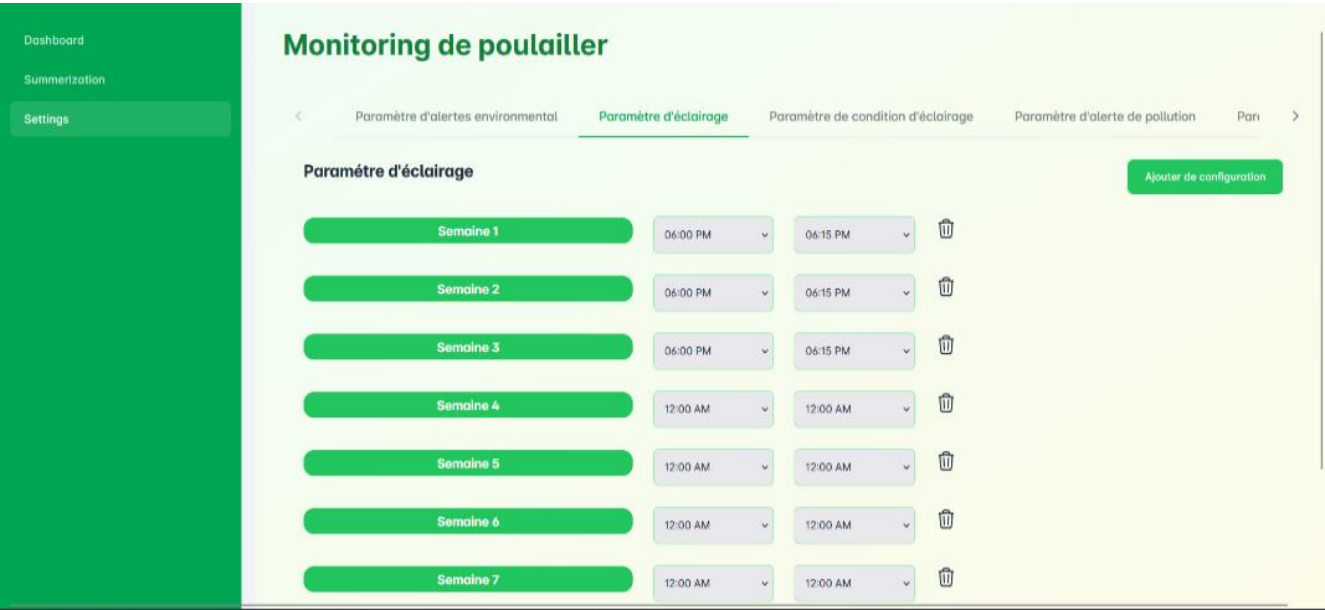 Dashboard
Summerization
Settings
Monitoring de poulailler
Paramètre d'alertes environmental Paramètre d'éclairage Paramètre de condition d'éclairage Paramètre d'alerte de pollution Par
Paramétre d'éclairage
Ajouter de configuration
Semaine 1 06:00 PM 06:15 PM
Semaine 2 06:00 PM 06:15 PM
Semaine 3 06:00 PM 06:15 PM
Semaine 4 12:00 AM 12:00 AM
Semaine 5 12:00 AM 12:00 AM
Semaine 6 12:00 AM 12:00 AM
Semaine 7 12:00 AM 12:00 AM